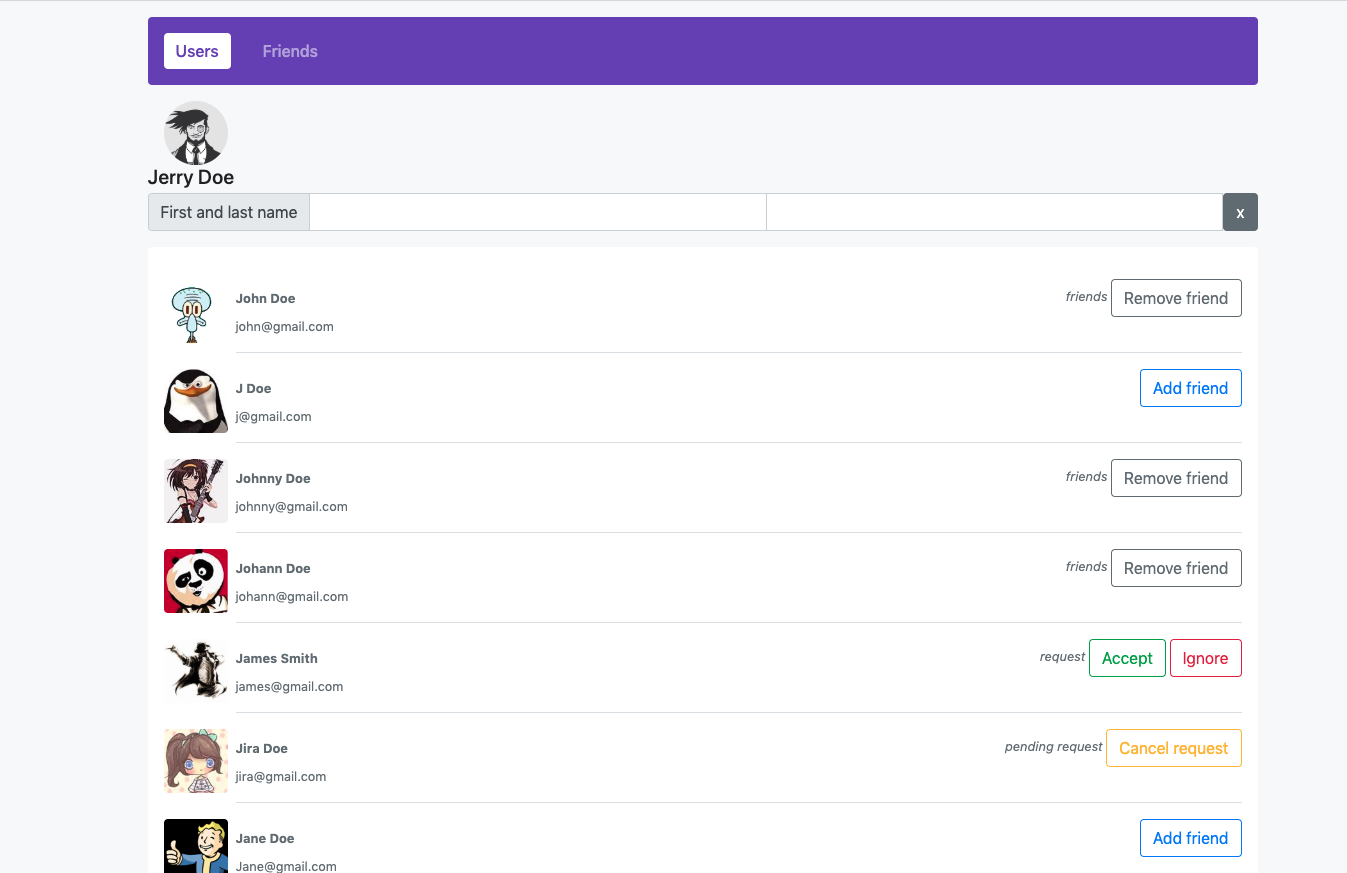 Users Friends
Jerry Doe
First and last name x
John Doe friends Remove friend
john@gmail.com
J Doe Add friend
j@gmail.com
Johnny Doe friends Remove friend
johnny@gmail.com
Johann Doe friends Remove friend
johann@gmail.com
James Smith request Accept Ignore
james@gmail.com
Jira Doe pending request Cancel request
jira@gmail.com
Jane Doe Add friend
Jane@gmail.com